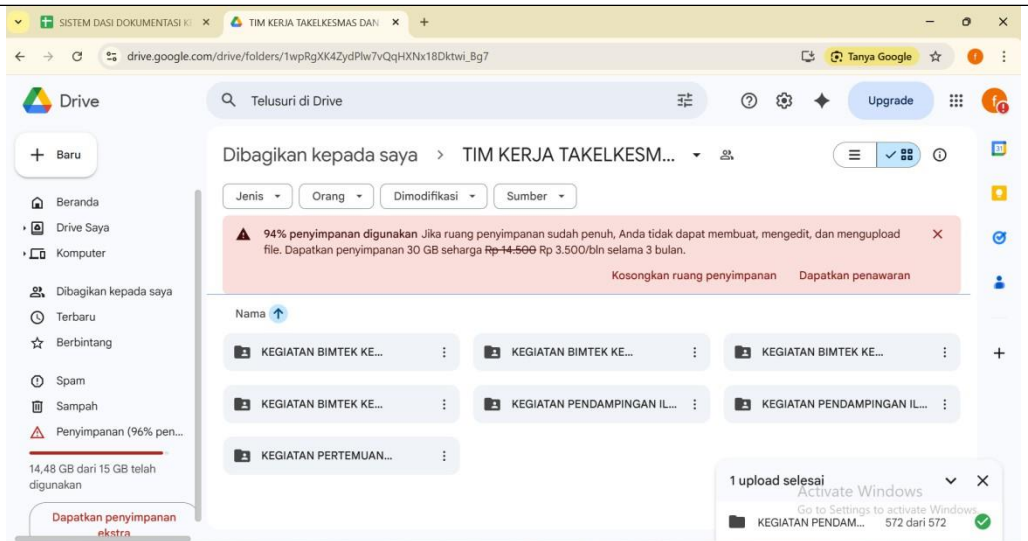 SISTEM DASI DOKUMENTASI K
TIM KERJA TAKELKESMAS DAN
drive.google.com/drive/folders/1wpRgXK4ZydPlw7vQqHXNx18Dktwi_Bg7
Tanya Google
f
Drive
Telusuri di Drive
Upgrade
Baru
Dibagikan kepada saya > TIM KERJA TAKELKESM...
Jenis
Orang
Dimodifikasi
Sumber
Beranda
Drive Saya
Komputer
Dibagikan kepada saya
Terbaru
Berbintang
Spam
Sampah
Penyimpanan (96% pen...
14,48 GB dari 15 GB telah
digunakan
Dapatkan penyimpanan
ekstra
94% penyimpanan digunakan Jika ruang penyimpanan sudah penuh, Anda tidak dapat membuat, mengedit, dan mengupload
file. Dapatkan penyimpanan 30 GB seharga Rp 14.500 Rp 3.500/bln selama 3 bulan.
Kosongkan ruang penyimpanan
Dapatkan penawaran
Nama
KEGIATAN BIMTEK KE...
KEGIATAN BIMTEK KE...
KEGIATAN BIMTEK KE...
KEGIATAN BIMTEK KE...
KEGIATAN PENDAMPINGAN IL...
KEGIATAN PENDAMPINGAN IL...
KEGIATAN PERTEMUAN...
1 upload selesai
Activate Windows
Go to Settings to activate Windows.
KEGIATAN PENDAM... 572 dari 572
31